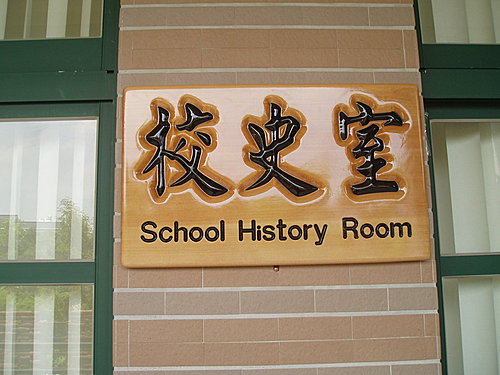 校史室
School History Room